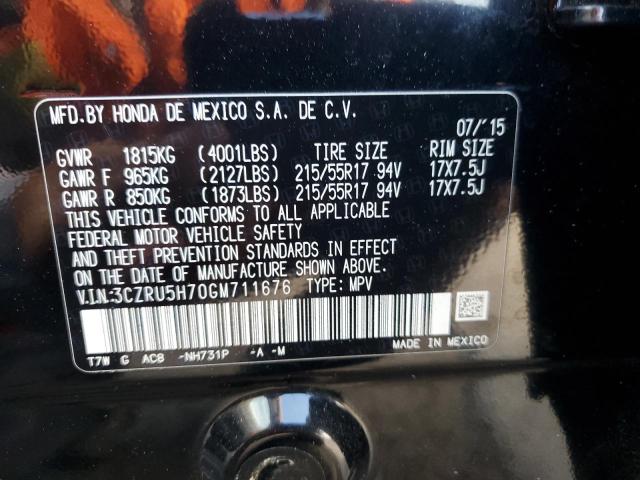 MFD.BY HONDA DE MEXICO S.A. DE C.V.
07/'15
GVWR 1815KG (4001LBS) TIRE SIZE RIM SIZE
GAWR F 965KG (2127LBS) 215/55R17 94V 17X7.5J
GAWR R 850KG (1873LBS) 215/55R17 94V 17X7.5J
THIS VEHICLE CONFORMS TO ALL APPLICABLE
FEDERAL MOTOR VEHICLE SAFETY
AND THEFT PREVENTION STANDARDS IN EFFECT
ON THE DATE OF MANUFACTURE SHOWN ABOVE.
V.I.N:3CZRU5H70GM711676 TYPE: MPV
T7W G AC8 -NH731P -A -M MADE IN MEXICO